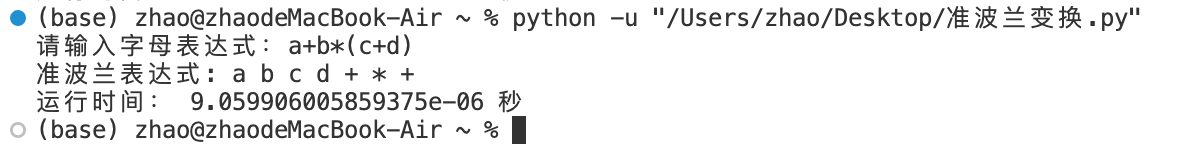 (base) zhao@zhaodeMacBook-Air ~ % python -u "/Users/zhao/Desktop/准波兰变换.py"
请输入字母表达式：a+b*(c+d)
准波兰表达式：a b c d + * +
运行时间： 9.059906005859375e-06 秒
(base) zhao@zhaodeMacBook-Air ~ %